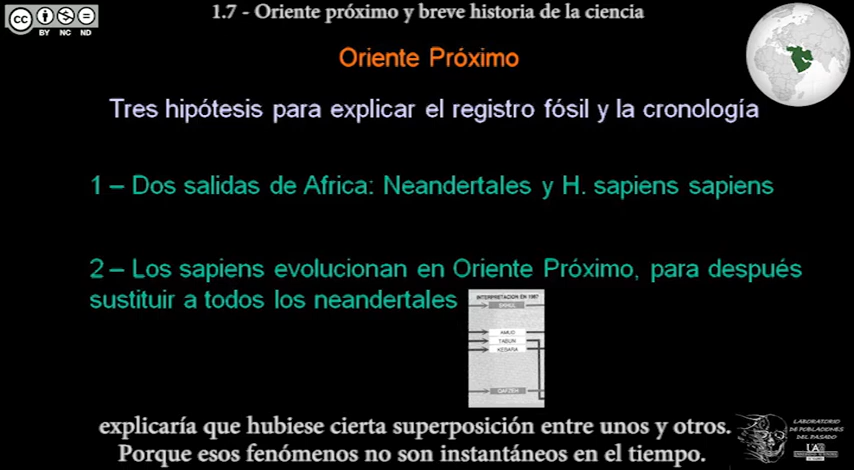 1.7 - Oriente próximo y breve historia de la ciencia
cc
BY NC ND
Oriente Próximo
Tres hipótesis para explicar el registro fósil y la cronología
1 – Dos salidas de Africa: Neandertales y H. sapiens sapiens
2 – Los sapiens evolucionan en Oriente Próximo, para después
sustituir a todos los neandertales
INTERPRETACION EN 1987
SKHUL
AMUD
TABUN
KEBARA
QAFZEH
explicaría que hubiese cierta superposición entre unos y otros.
Porque esos fenómenos no son instantáneos en el tiempo.
LABORATORIO
DE POBLACIONES
DEL PASADO